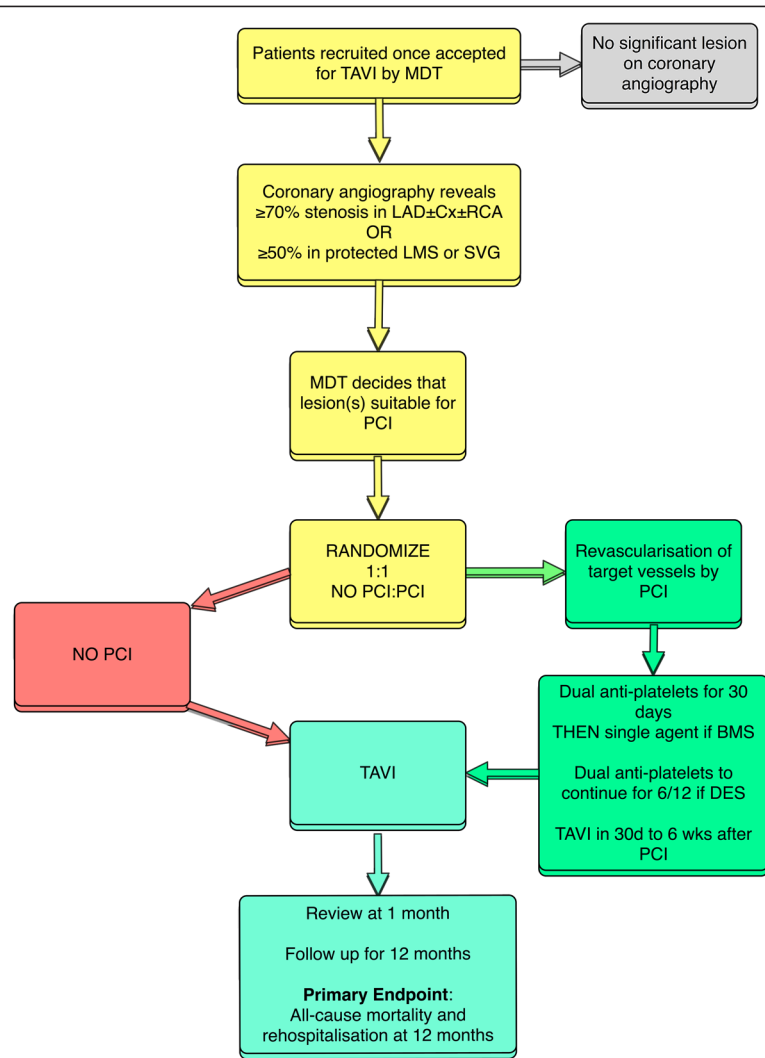 Patients recruited once accepted
for TAVI by MDT
No significant lesion
on coronary
angiography
Coronary angiography reveals
≥70% stenosis in LAD±Cx±RCA
OR
≥50% in protected LMS or SVG
MDT decides that
lesion(s) suitable for
PCI
RANDOMIZE
1:1
NO PCI:PCI
Revascularisation of
target vessels by
PCI
NO PCI
Dual anti-platelets for 30
days
THEN single agent if BMS
Dual anti-platelets to
continue for 6/12 if DES
TAVI in 30d to 6 wks after
PCI
TAVI
Review at 1 month
Follow up for 12 months
Primary Endpoint:
All-cause mortality and
rehospitalisation at 12 months